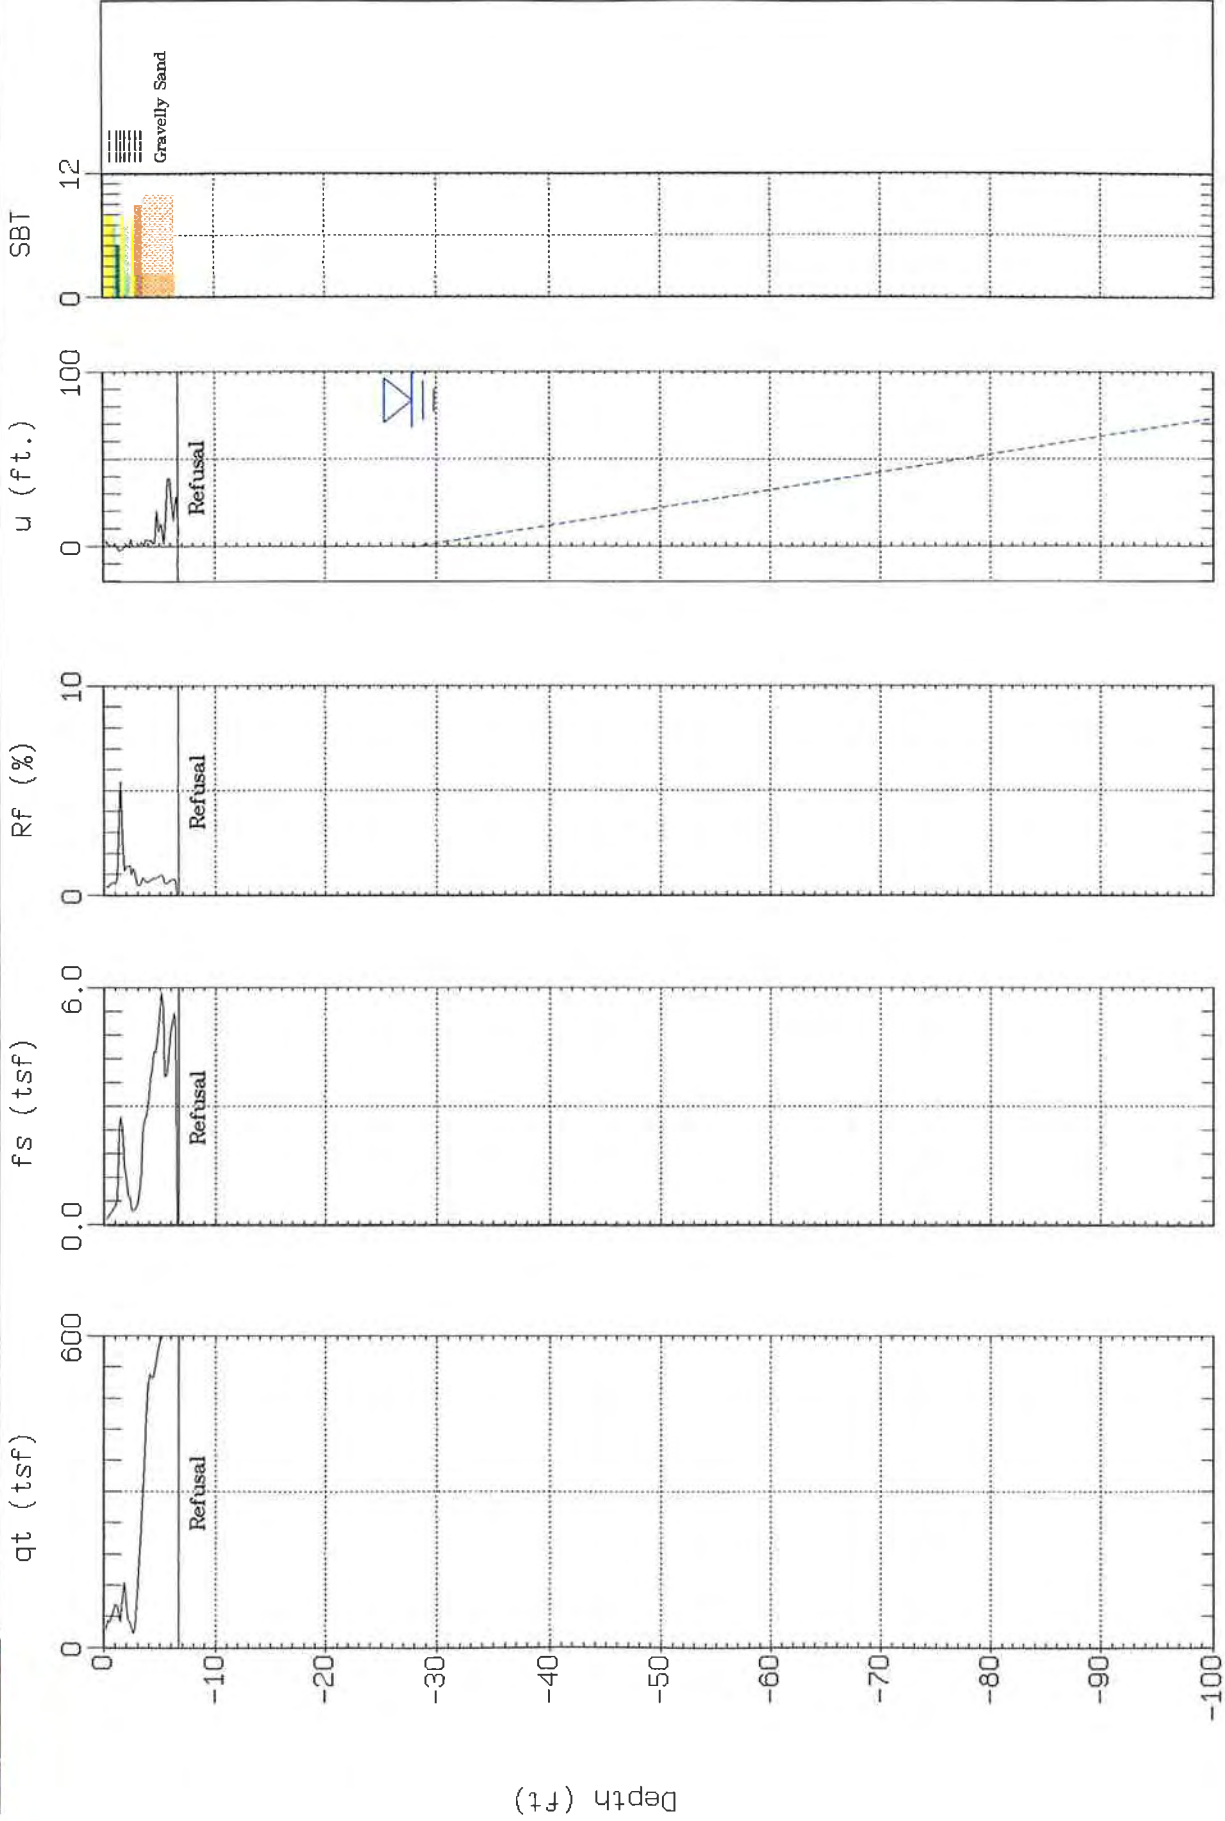 qt (tsf)
fs (tsf)
Rf (%)
u (ft.)
SBT
0
600
0.0
6.0
0
10
0
100
0
12
Depth (ft)
0
-10
-20
-30
-40
-50
-60
-70
-80
-90
-100
Refusal
Refusal
Refusal
Refusal
Gravelly Sand